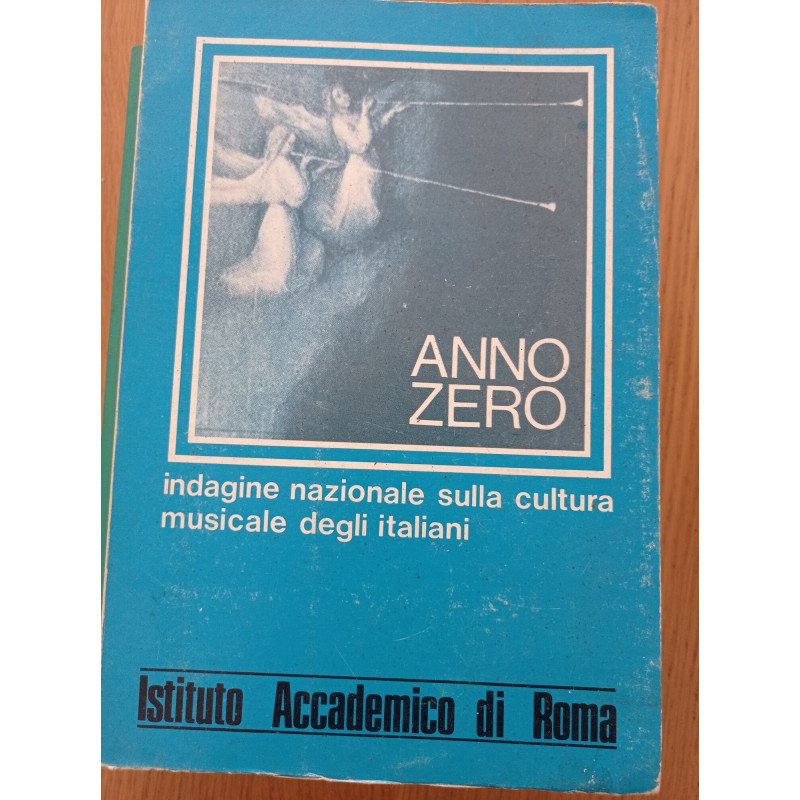 ANNO
ZERO
indagine nazionale sulla cultura
musicale degli italiani
Istituto Accademico di Roma